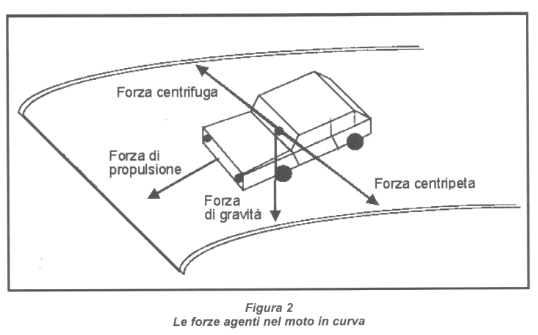 Forza centrifuga
Forza di
propulsione
Forza
di gravità
Forza centripeta
Figura 2
Le forze agenti nel moto in curva